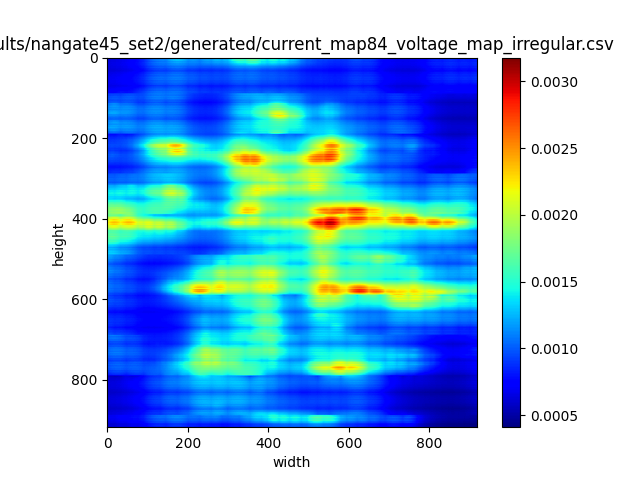 ults/nangate45_set2/generated/current_map84_voltage_map_irregular.csv
0
200
400
600
800
height
0 200 400 600 800
width
0.0030
0.0025
0.0020
0.0015
0.0010
0.0005